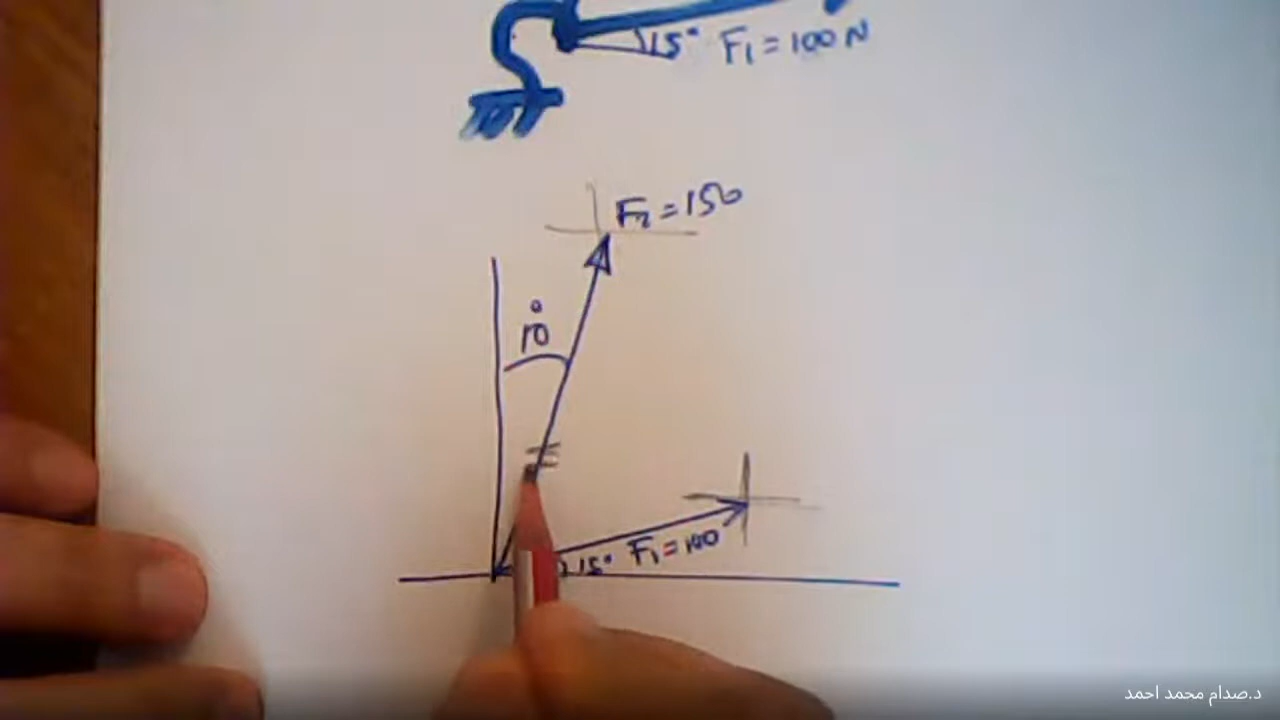 15° F1 = 100 N
F2 = 150
10°
15° F1 = 100
د.صدام محمد احمد